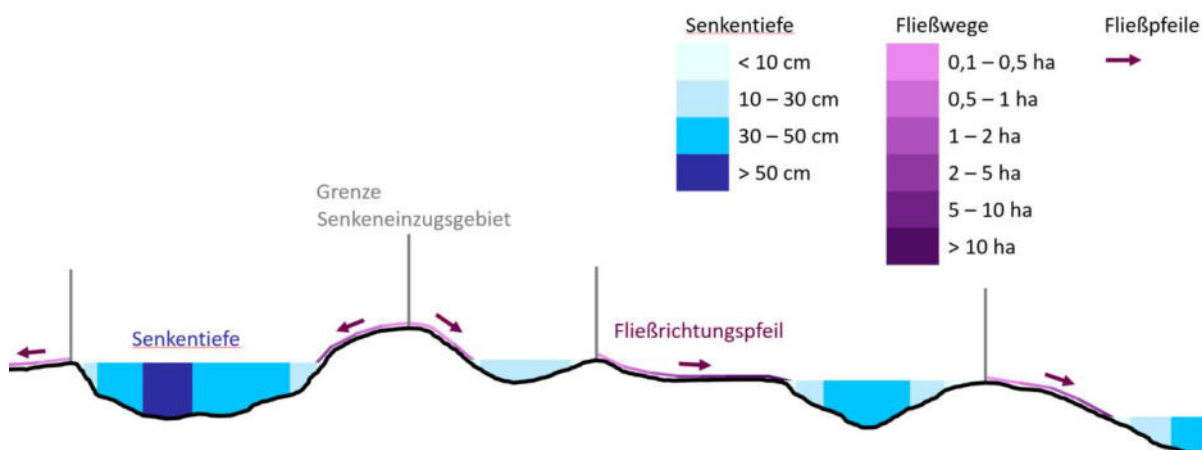 Senkentiefe
< 10 cm
10 – 30 cm
30 – 50 cm
> 50 cm
Fließwege
0,1 – 0,5 ha
0,5 – 1 ha
1 – 2 ha
2 – 5 ha
5 – 10 ha
> 10 ha
Fließpfeile
Grenze
Senkeneinzugsgebiet
Senkentiefe
Fließrichtungspfeil